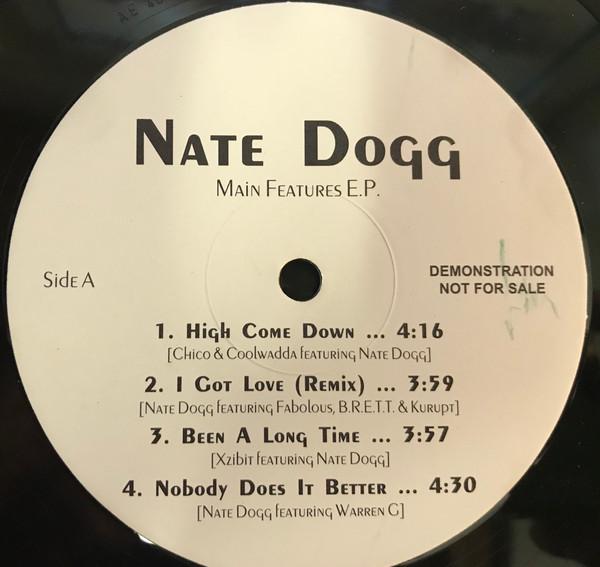 Nate Dogg
Main Features E.P.
Side A
DEMONSTRATION
NOT FOR SALE
1. High Come Down ... 4:16
[Chico & Coolwadda featuring Nate Dogg]
2. I Got Love (Remix) ... 3:59
[Nate Dogg featuring Fabolous, B.R.E.T.T. & Kurupt]
3. Been A Long Time ... 3:57
[Xzibit featuring Nate Dogg]
4. Nobody Does It Better ... 4:30
[Nate Dogg featuring Warren G]